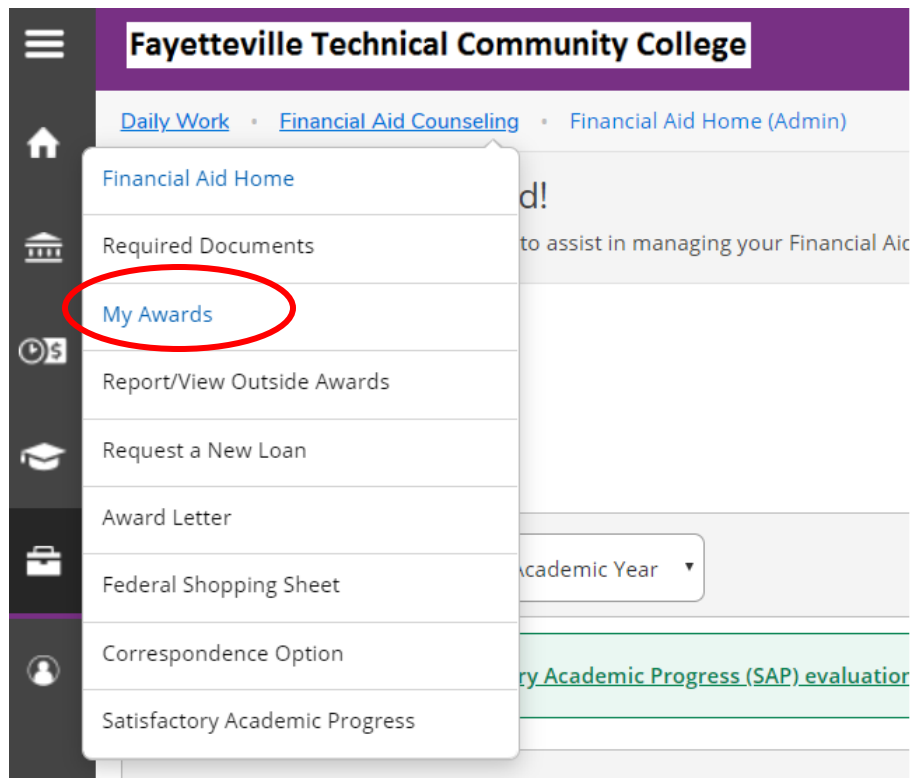 Fayetteville Technical Community College
Daily Work • Financial Aid Counseling • Financial Aid Home (Admin)
Financial Aid Home
d!
Required Documents
to assist in managing your Financial Aid
My Awards
$
Report/View Outside Awards
Request a New Loan
Award Letter
Academic Year
Federal Shopping Sheet
Correspondence Option
ry Academic Progress (SAP) evaluation
Satisfactory Academic Progress